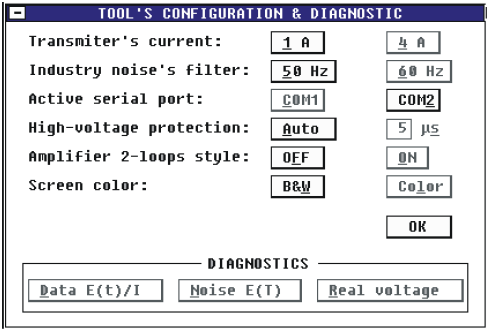 TOOL'S CONFIGURATION & DIAGNOSTIC
Transmiter's current: 1 A 4 A
Industry noise's filter: 50 Hz 60 Hz
Active serial port: COM1 COM2
High-voltage protection: Auto 5 µs
Amplifier 2-loops style: OFF ON
Screen color: B&W Color
OK
DIAGNOSTICS
Data E(t)/I Noise E(T) Real voltage